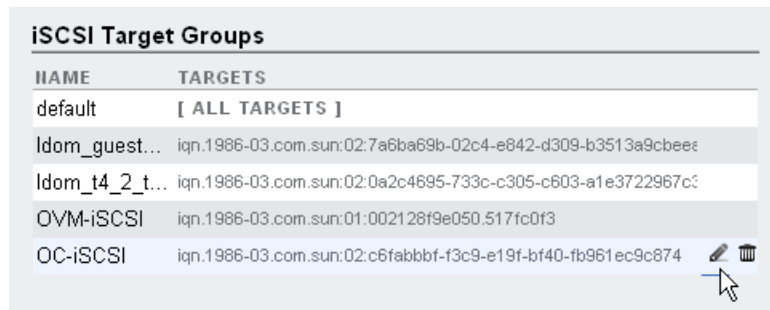 iSCSI Target Groups
NAME TARGETS
default [ ALL TARGETS ]
ldom_guest... iqn.1986-03.com.sun:02:7a6ba69b-02c4-e842-d309-b3513a9cbees
ldom_t4_2_t... iqn.1986-03.com.sun:02:0a2c4695-733c-c305-c603-a1e3722967c3
OVM-iSCSI iqn.1986-03.com.sun:01:002128f9e050.517fc0f3
OC-iSCSI iqn.1986-03.com.sun:02:c6fabbbf-f3c9-e19f-bf40-fb961ec9c874